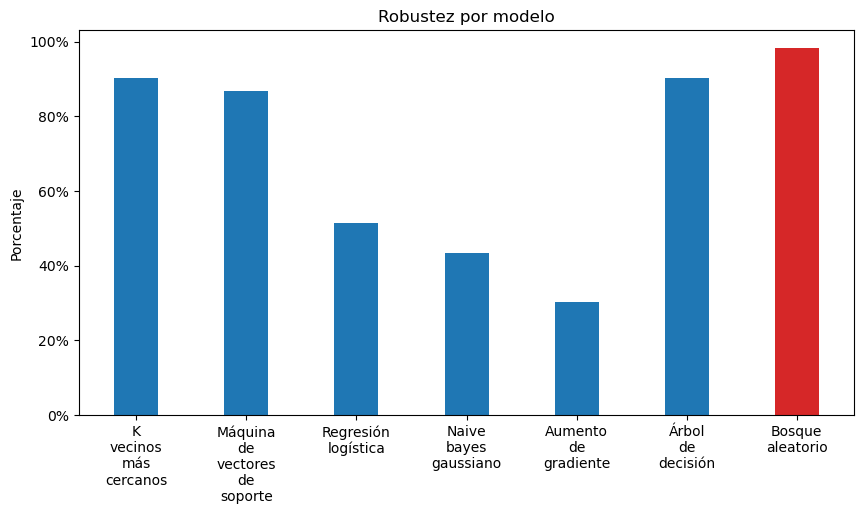 Robustez por modelo
Porcentaje
100%
80%
60%
40%
20%
0%
K
vecinos
más
cercanos
Máquina
de
vectores
de
soporte
Regresión
logística
Naive
bayes
gaussiano
Aumento
de
gradiente
Árbol
de
decisión
Bosque
aleatorio